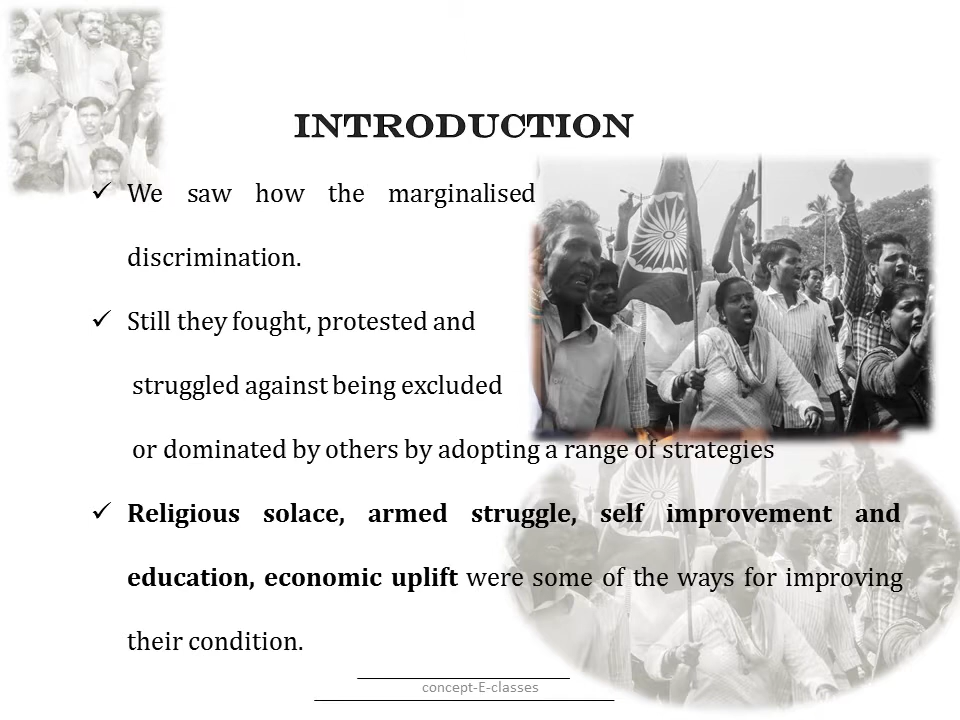 INTRODUCTION
We saw how the marginalised
discrimination.
Still they fought, protested and
struggled against being excluded
or dominated by others by adopting a range of strategies
Religious solace, armed struggle, self improvement and
education, economic uplift were some of the ways for improving
their condition.
concept-E-classes